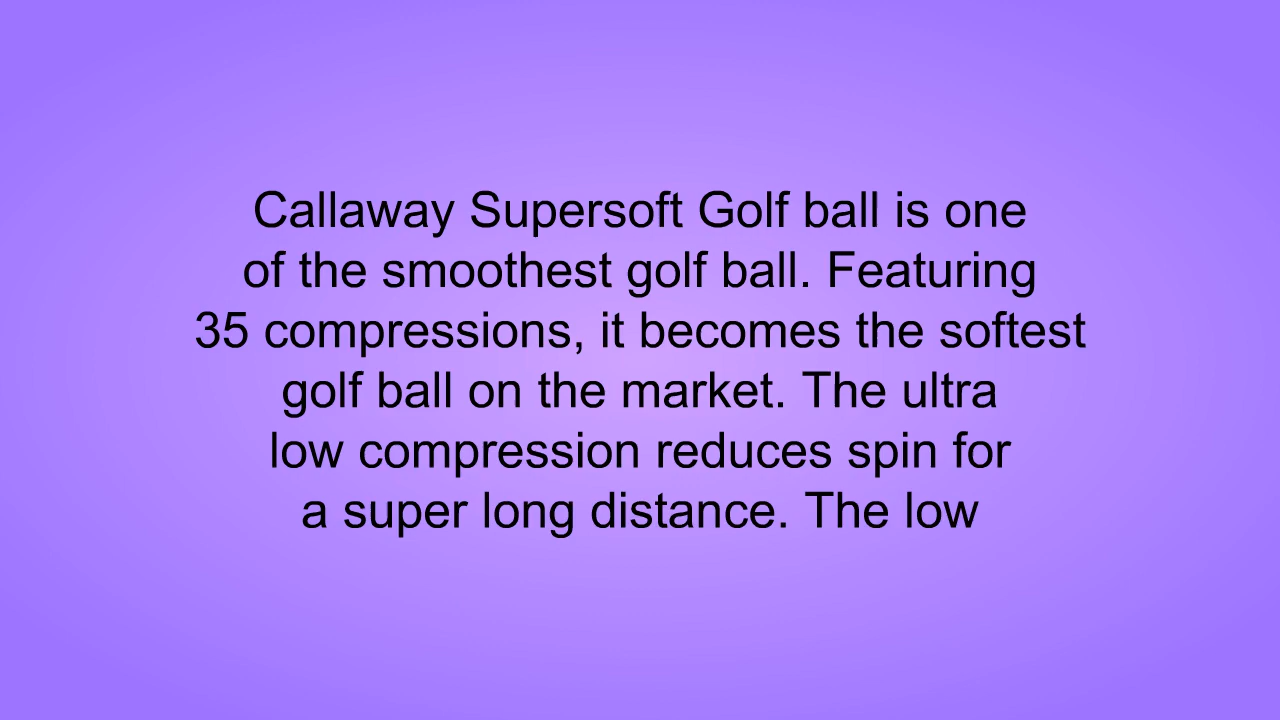 Callaway Supersoft Golf ball is one
of the smoothest golf ball. Featuring
35 compressions, it becomes the softest
golf ball on the market. The ultra
low compression reduces spin for
a super long distance. The low